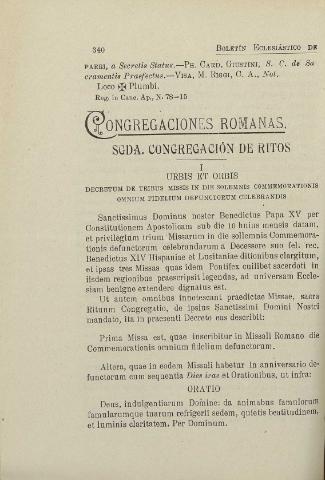 340 BOLETÍN ECLESIÁSTICO DE
PARRI, a Secretis Status.—PH. CARD. GIUSTINI, S. C. de Sa-
cramentis Praefectus.—VISA, M. RIGGI, C. A., Not.
Loco ✠ Plumbi.
Reg. in Canc. Ap., N. 78—15
CONGREGACIONES ROMANAS.
SGDA. CONGREGACIÓN DE RITOS
I
URBIS ET ORBIS
DECRETUM DE TRIBUS MISSIS IN DIE SOLEMNIS COMMEMORATIONIS
OMNIUM FIDELIUM DEFUNCTORUM CELEBRANDIS
Sanctissimus Dominus noster Benedictus Papa XV per
Constitutionem Apostolicam sub die 10 huius mensis datam,
et privilegium trium Missarum in die sollemnis Commemora-
tionis defunctorum celebrandarum a Decessore suo fel. rec.
Benedictus XIV Hispaniae et Lusitaniae ditionibus elargitum,
et ipsas tres Missas quas idem Pontifex cuilibet sacerdoti in
iisdem regionibus praescripsit legendas, ad universam Eccle-
siam benigne extendere dignatus est.
Ut autem omnibus innotescant praedictae Missae, sacra
Rituum Congregatio, de ipsius Sanctissimi Domini Nostri
mandato, ita in praesenti Decreto eas describit:
Prima Missa est, quae inscribitur in Missali Romano die
Commemorationis omnium fidelium defunctorum.
Altera, quae in eodem Missali habetur in anniversario de-
functorum cum sequentia Dies irae et Orationibus, ut infra:
ORATIO
Deus, indulgentiarum Domine: da animabus famulorum
famularumque tuarum refrigerii sedem, quietis beatitudinem,
et luminis claritatem. Per Dominum.